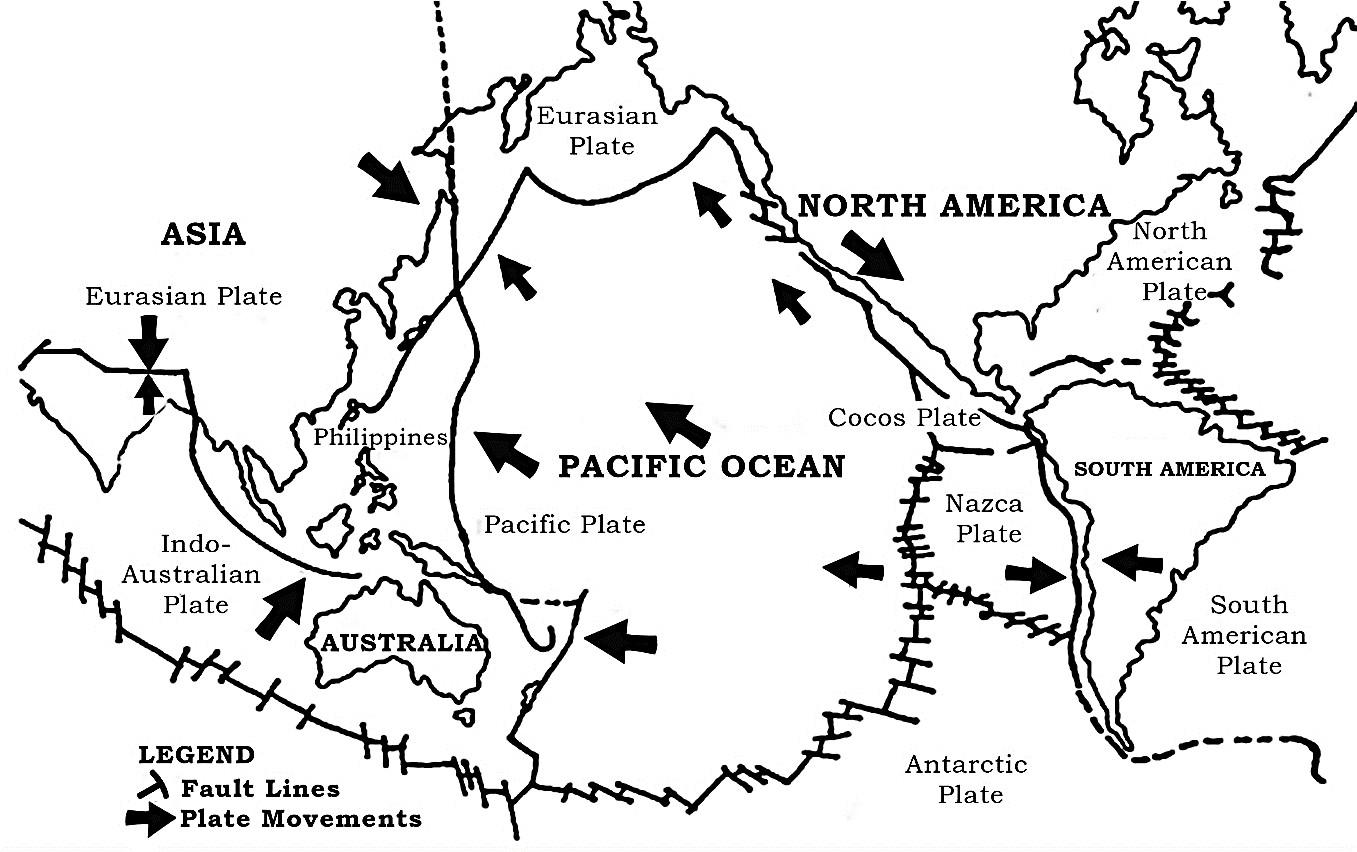 Eurasian
Plate
NORTH AMERICA
ASIA
North
American
Plate
Eurasian Plate
Cocos Plate
Philippines
PACIFIC OCEAN
SOUTH AMERICA
Nazca
Plate
Pacific Plate
Indo-
Australian
Plate
AUSTRALIA
South
American
Plate
LEGEND
Fault Lines
Plate Movements
Antarctic
Plate